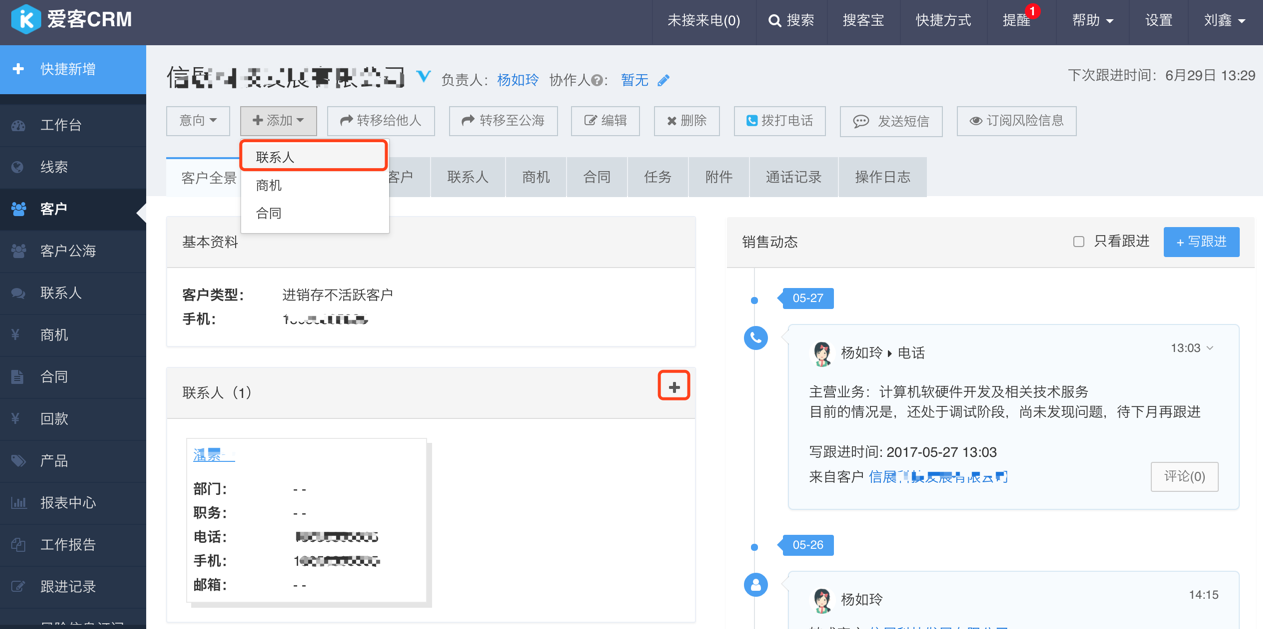 爱客CRM
未接来电(0)
搜索
搜客宝
快捷方式
提醒
1
帮助
设置
刘鑫
快捷新增
工作台
线索
客户
客户公海
联系人
商机
合同
回款
产品
报表中心
工作报告
跟进记录
负责人： 杨如玲 协作人： 暂无
下次跟进时间： 6月29日 13:29
意向
添加
转移给他人
转移至公海
编辑
删除
拨打电话
发送短信
订阅风险信息
联系人
商机
合同
客户全景
客户
联系人
商机
合同
任务
附件
通话记录
操作日志
基本资料
客户类型： 进销存不活跃客户
手机：
联系人（1）
部门： - -
职务： - -
电话：
手机：
邮箱： - -
销售动态
只看跟进
+ 写跟进
05-27
杨如玲 电话
13:03
主营业务：计算机软硬件开发及相关技术服务
目前的情况是，还处于调试阶段，尚未发现问题，待下月再跟进
写跟进时间: 2017-05-27 13:03
来自客户
评论(0)
05-26
杨如玲
14:15